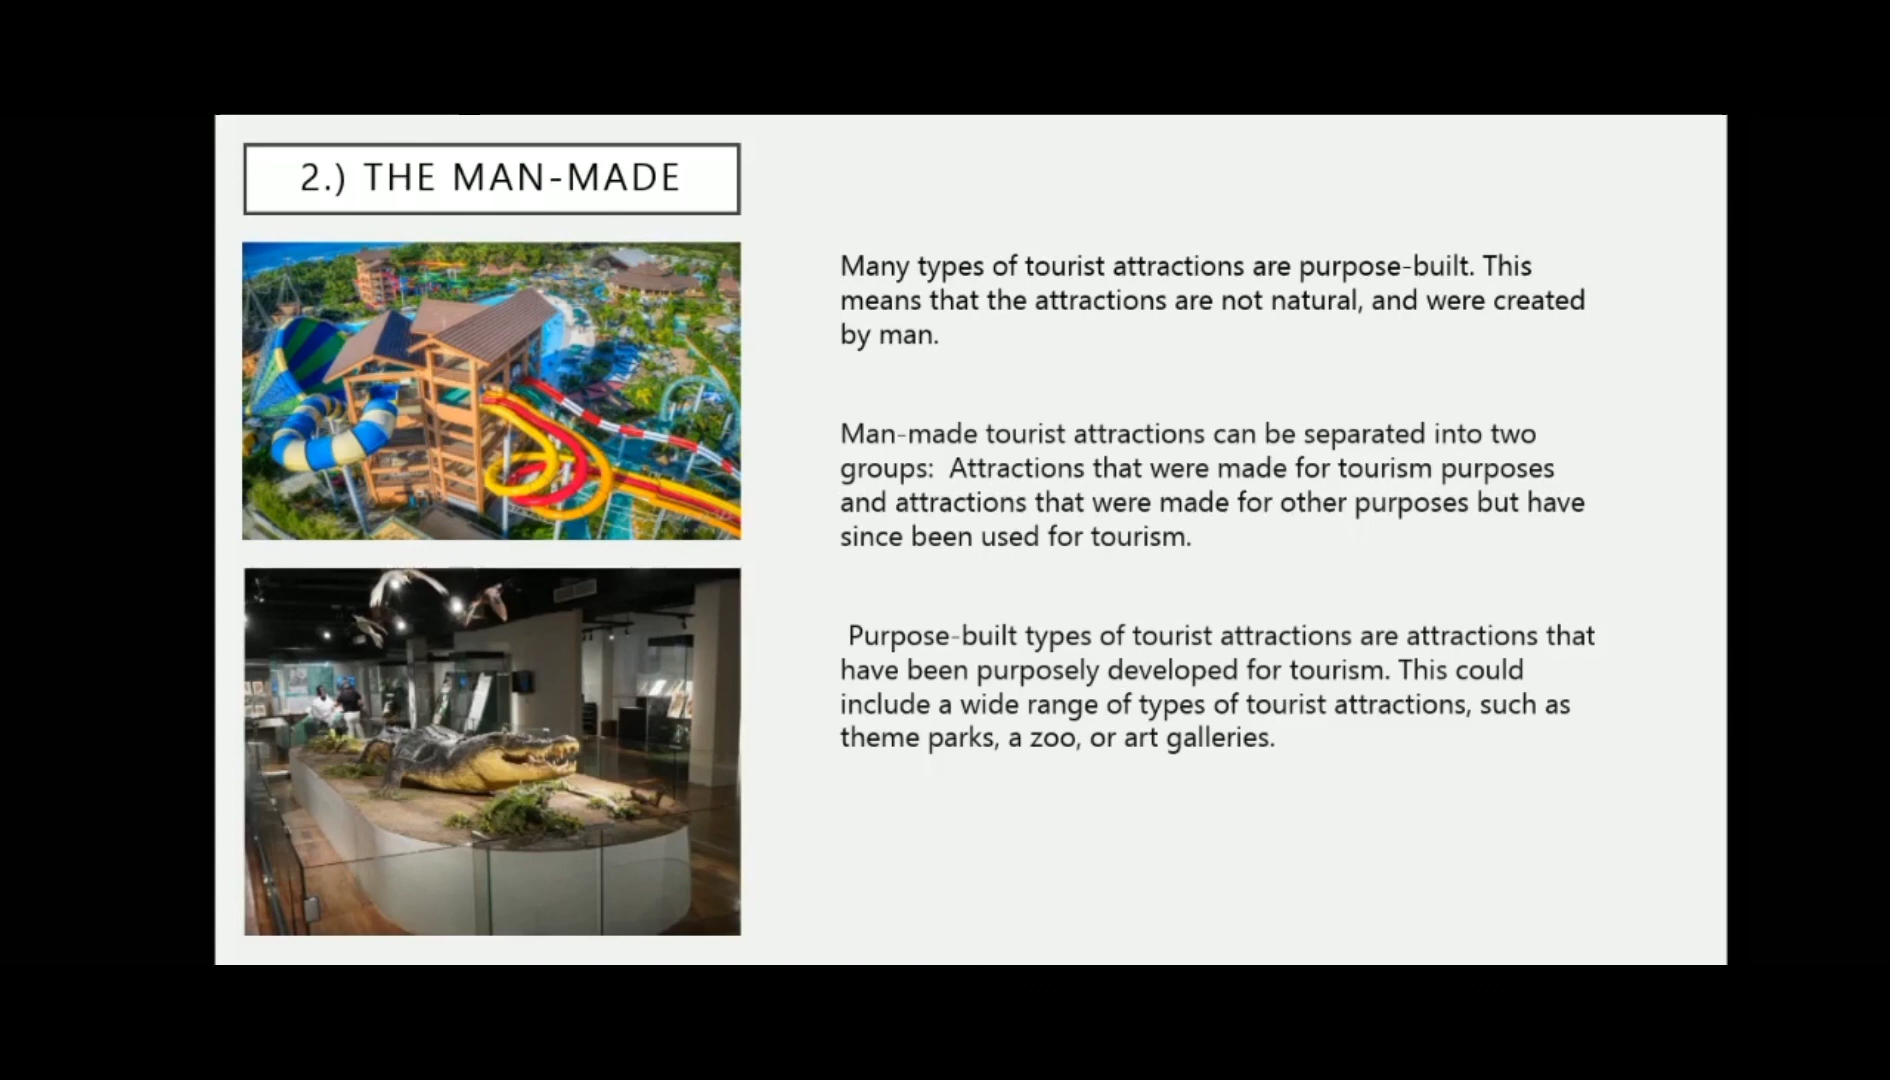 2.) THE MAN-MADE
Many types of tourist attractions are purpose-built. This
means that the attractions are not natural, and were created
by man.
Man-made tourist attractions can be separated into two
groups:  Attractions that were made for tourism purposes
and attractions that were made for other purposes but have
since been used for tourism.
Purpose-built types of tourist attractions are attractions that
have been purposely developed for tourism. This could
include a wide range of types of tourist attractions, such as
theme parks, a zoo, or art galleries.